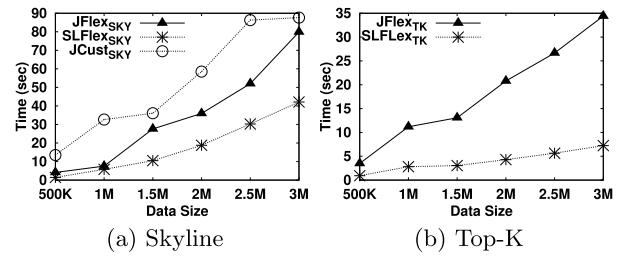 JFlexSKY
SLFlexSKY
JCustSKY
Time (sec)
90
80
70
60
50
40
30
20
10
0
500K 1M 1.5M 2M 2.5M 3M
Data Size
(a) Skyline
JFlexTK
SLFLexTK
Time (sec)
35
30
25
20
15
10
5
0
500K 1M 1.5M 2M 2.5M 3M
Data Size
(b) Top-K